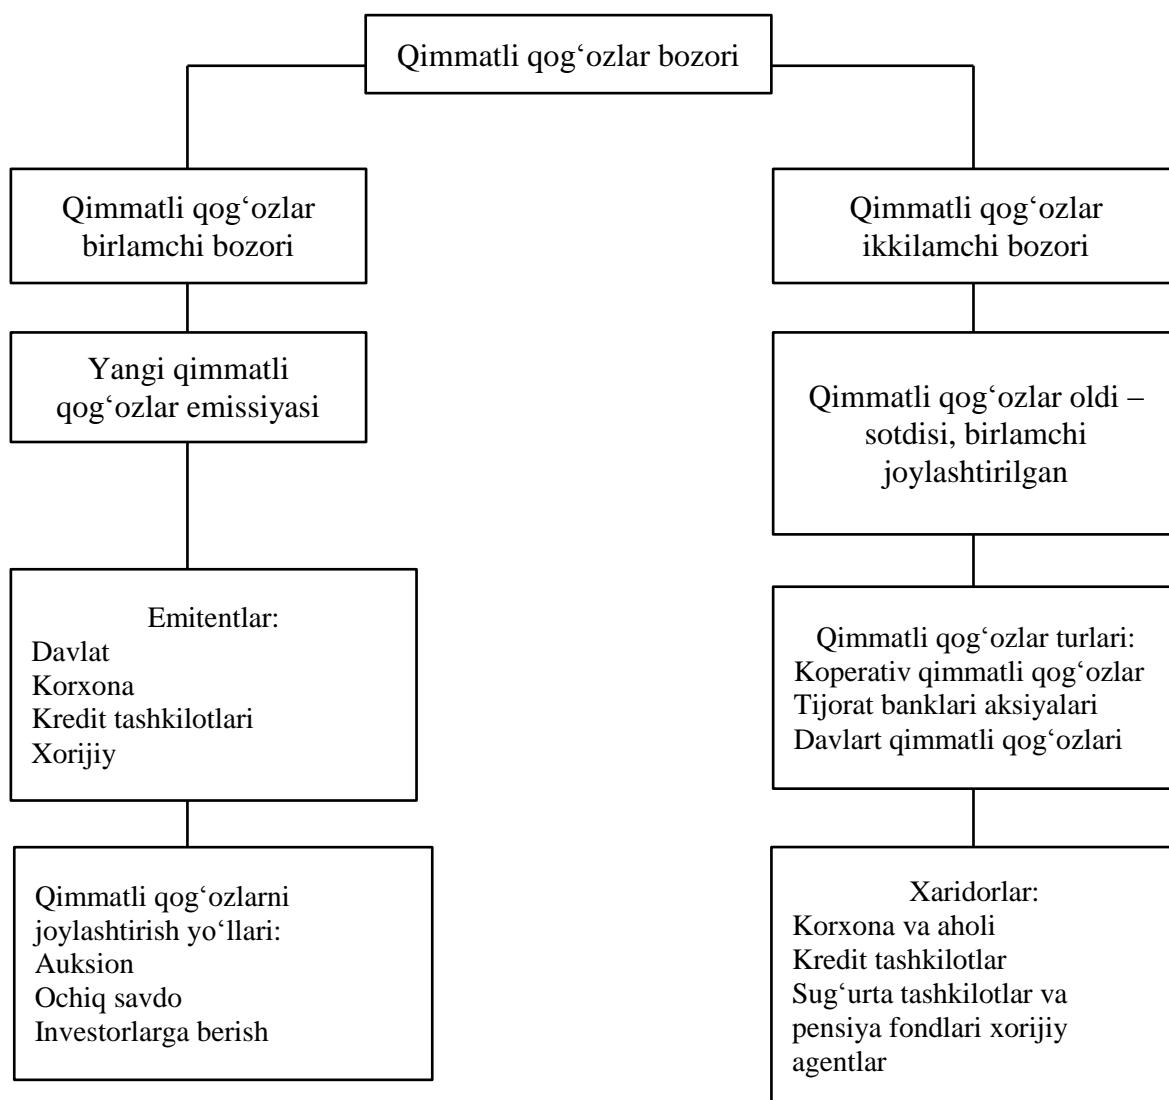 Qimmatli qog‘ozlar bozori
Qimmatli qog‘ozlar
birlamchi bozori
Qimmatli qog‘ozlar
ikkilamchi bozori
Yangi qimmatli
qog‘ozlar emissiyasi
Qimmatli qog‘ozlar oldi –
sotdisi, birlamchi
joylashtirilgan
Emitentlar:
Davlat
Korxona
Kredit tashkilotlari
Xorijiy
Qimmatli qog‘ozlar turlari:
Koperativ qimmatli qog‘ozlar
Tijorat banklari aksiyalari
Davlart qimmatli qog‘ozlari
Qimmatli qog‘ozlarni
joylashtirish yo‘llari:
Auksion
Ochiq savdo
Investorlarga berish
Xaridorlar:
Korxona va aholi
Kredit tashkilotlar
Sug‘urta tashkilotlar va
pensiya fondlari xorijiy
agentlar